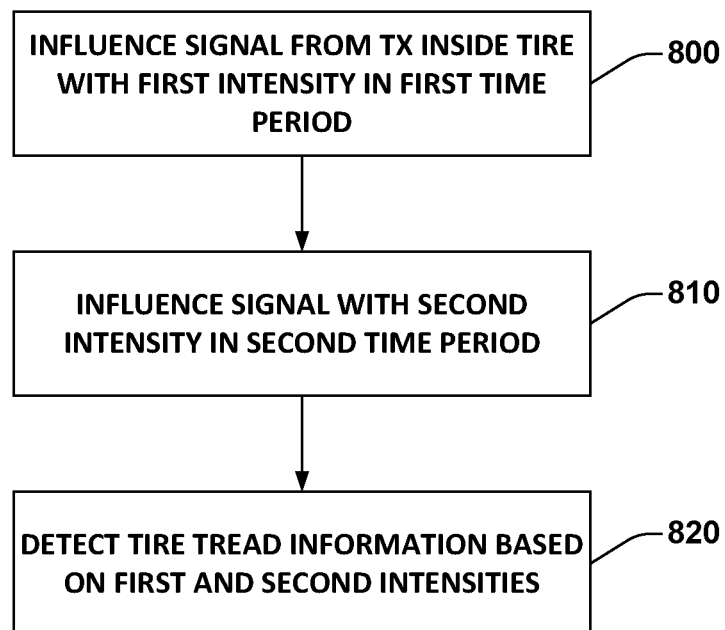 INFLUENCE SIGNAL FROM TX INSIDE TIRE
WITH FIRST INTENSITY IN FIRST TIME
PERIOD
800
INFLUENCE SIGNAL WITH SECOND
INTENSITY IN SECOND TIME PERIOD
810
DETECT TIRE TREAD INFORMATION BASED
ON FIRST AND SECOND INTENSITIES
820